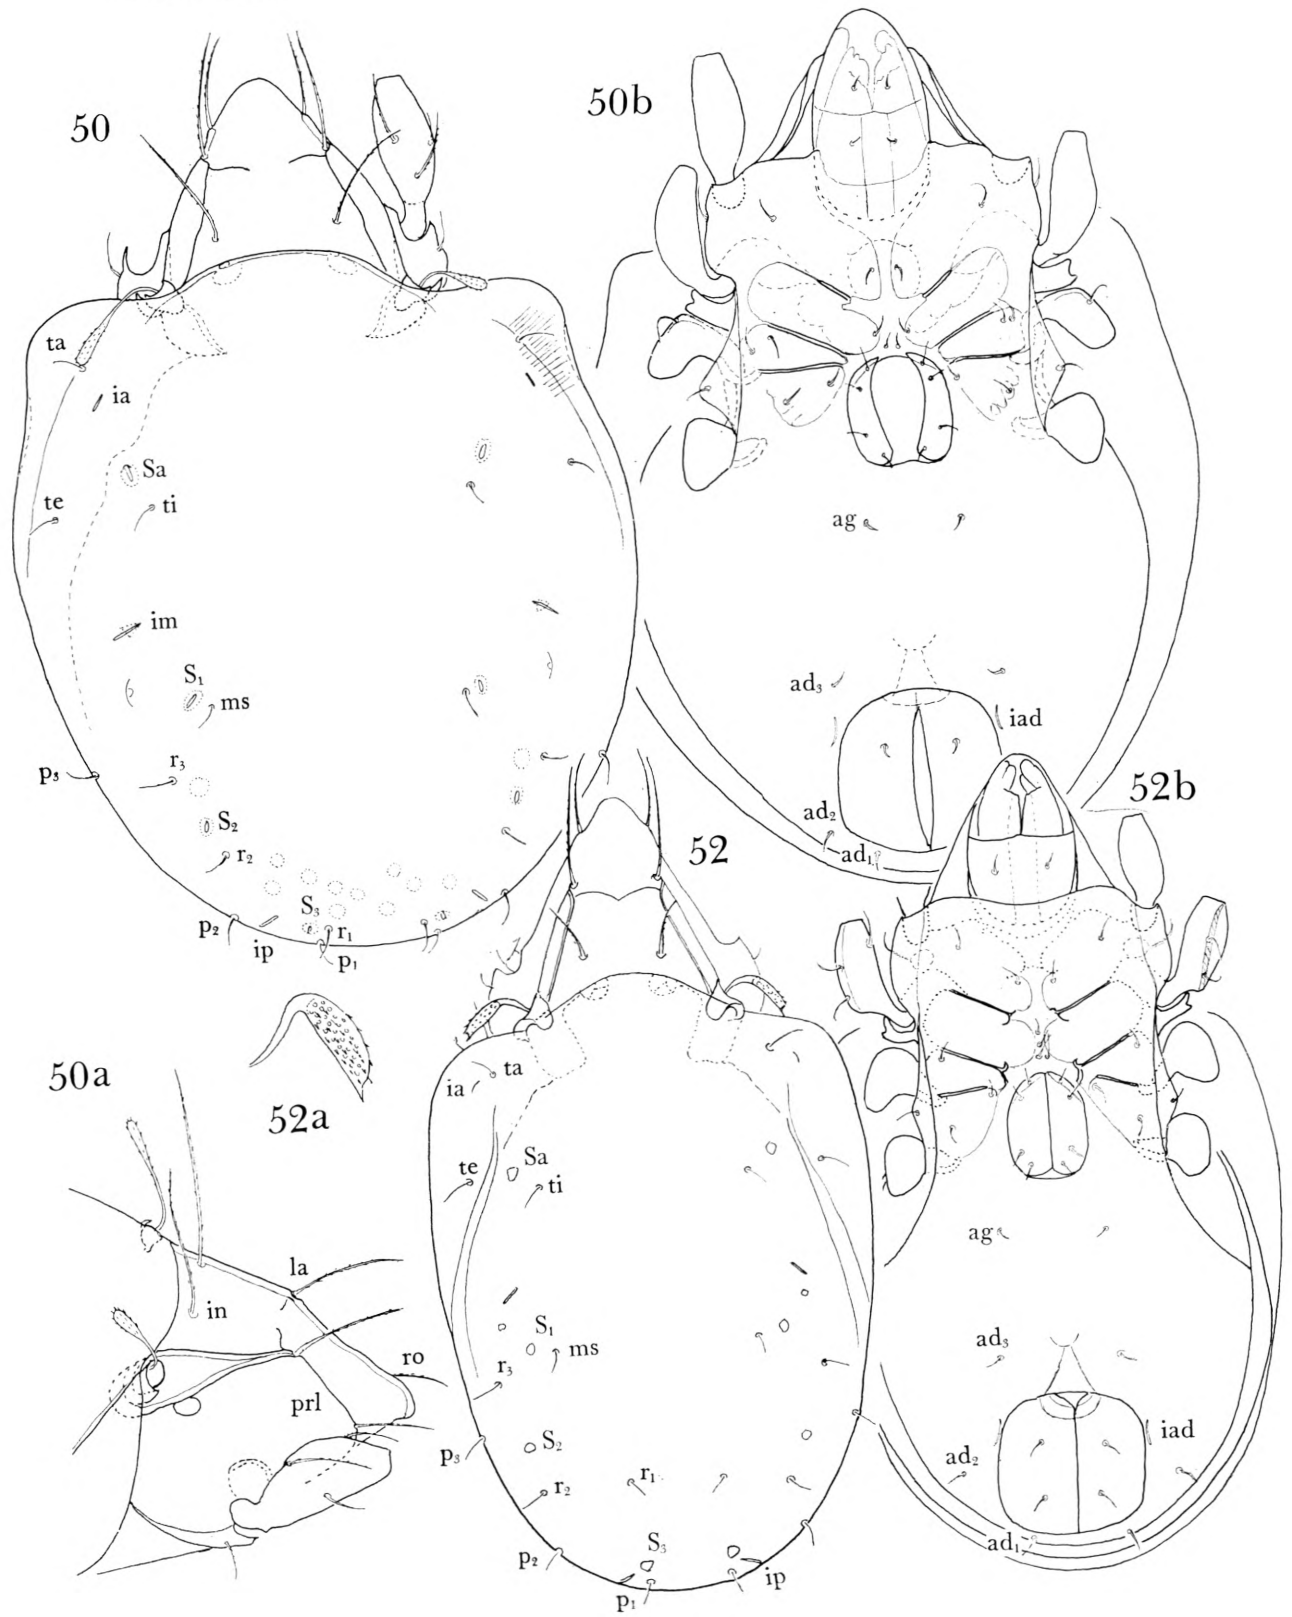 50
50b
ta
ia
Sa
ti
te
im
S₁
ms
r₃
p₃
S₂
r₂
S₃
r₁
p₂
ip
p₁
ag
ad₃
iad
ad₂
ad₁
52
52b
50a
52a
la
in
ro
prl
ta
ia
Sa
te
ti
S₁
ms
r₃
S₂
p₃
r₁
r₂
S₃
p₂
ip
p₁
ag
ad₃
iad
ad₂
ad₁